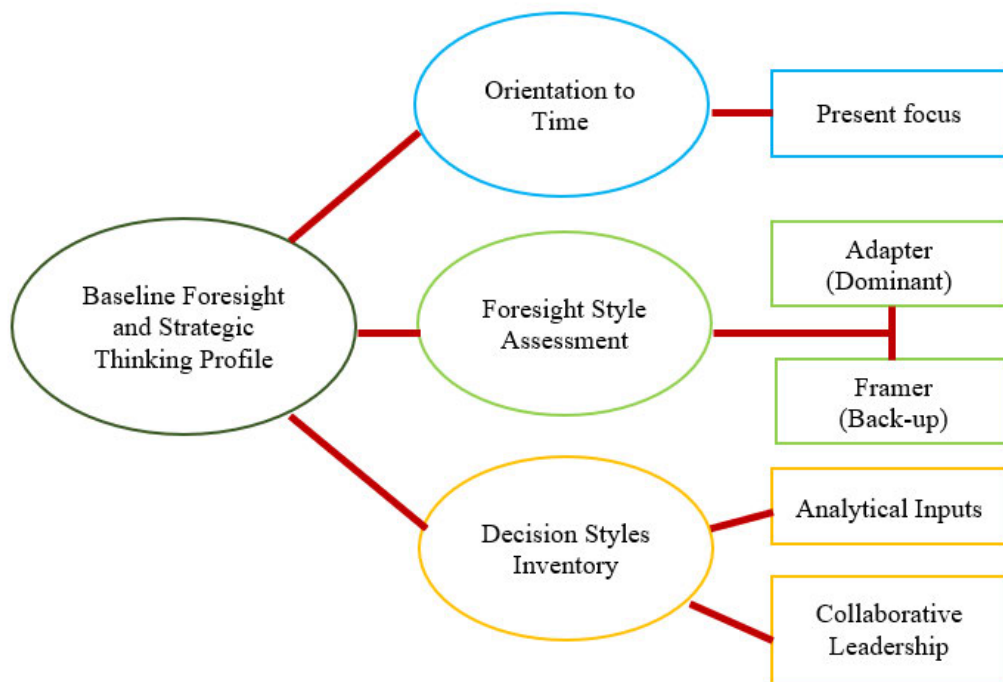 Orientation to
Time
Present focus
Baseline Foresight
and Strategic
Thinking Profile
Foresight Style
Assessment
Adapter
(Dominant)
Framer
(Back-up)
Decision Styles
Inventory
Analytical Inputs
Collaborative
Leadership